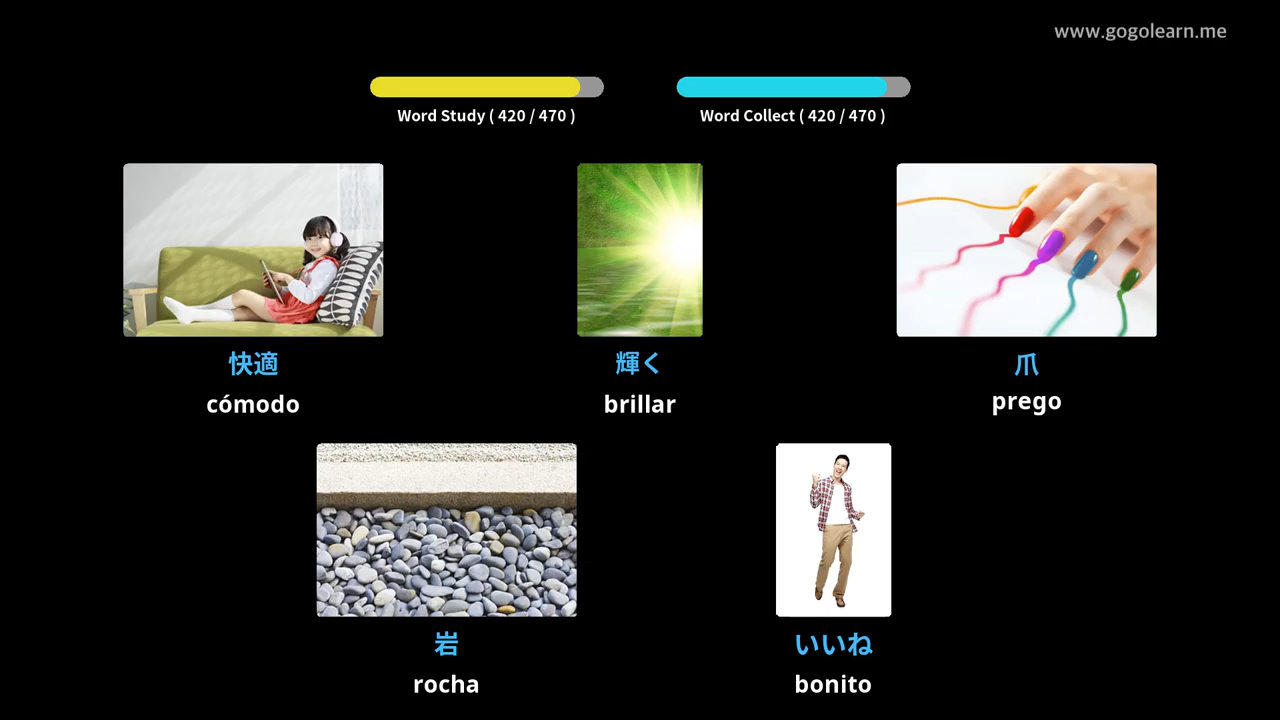 www.gogolearn.me
Word Study ( 420 / 470 )
Word Collect ( 420 / 470 )
快適
cómodo
輝く
brillar
爪
prego
岩
rocha
いいね
bonito